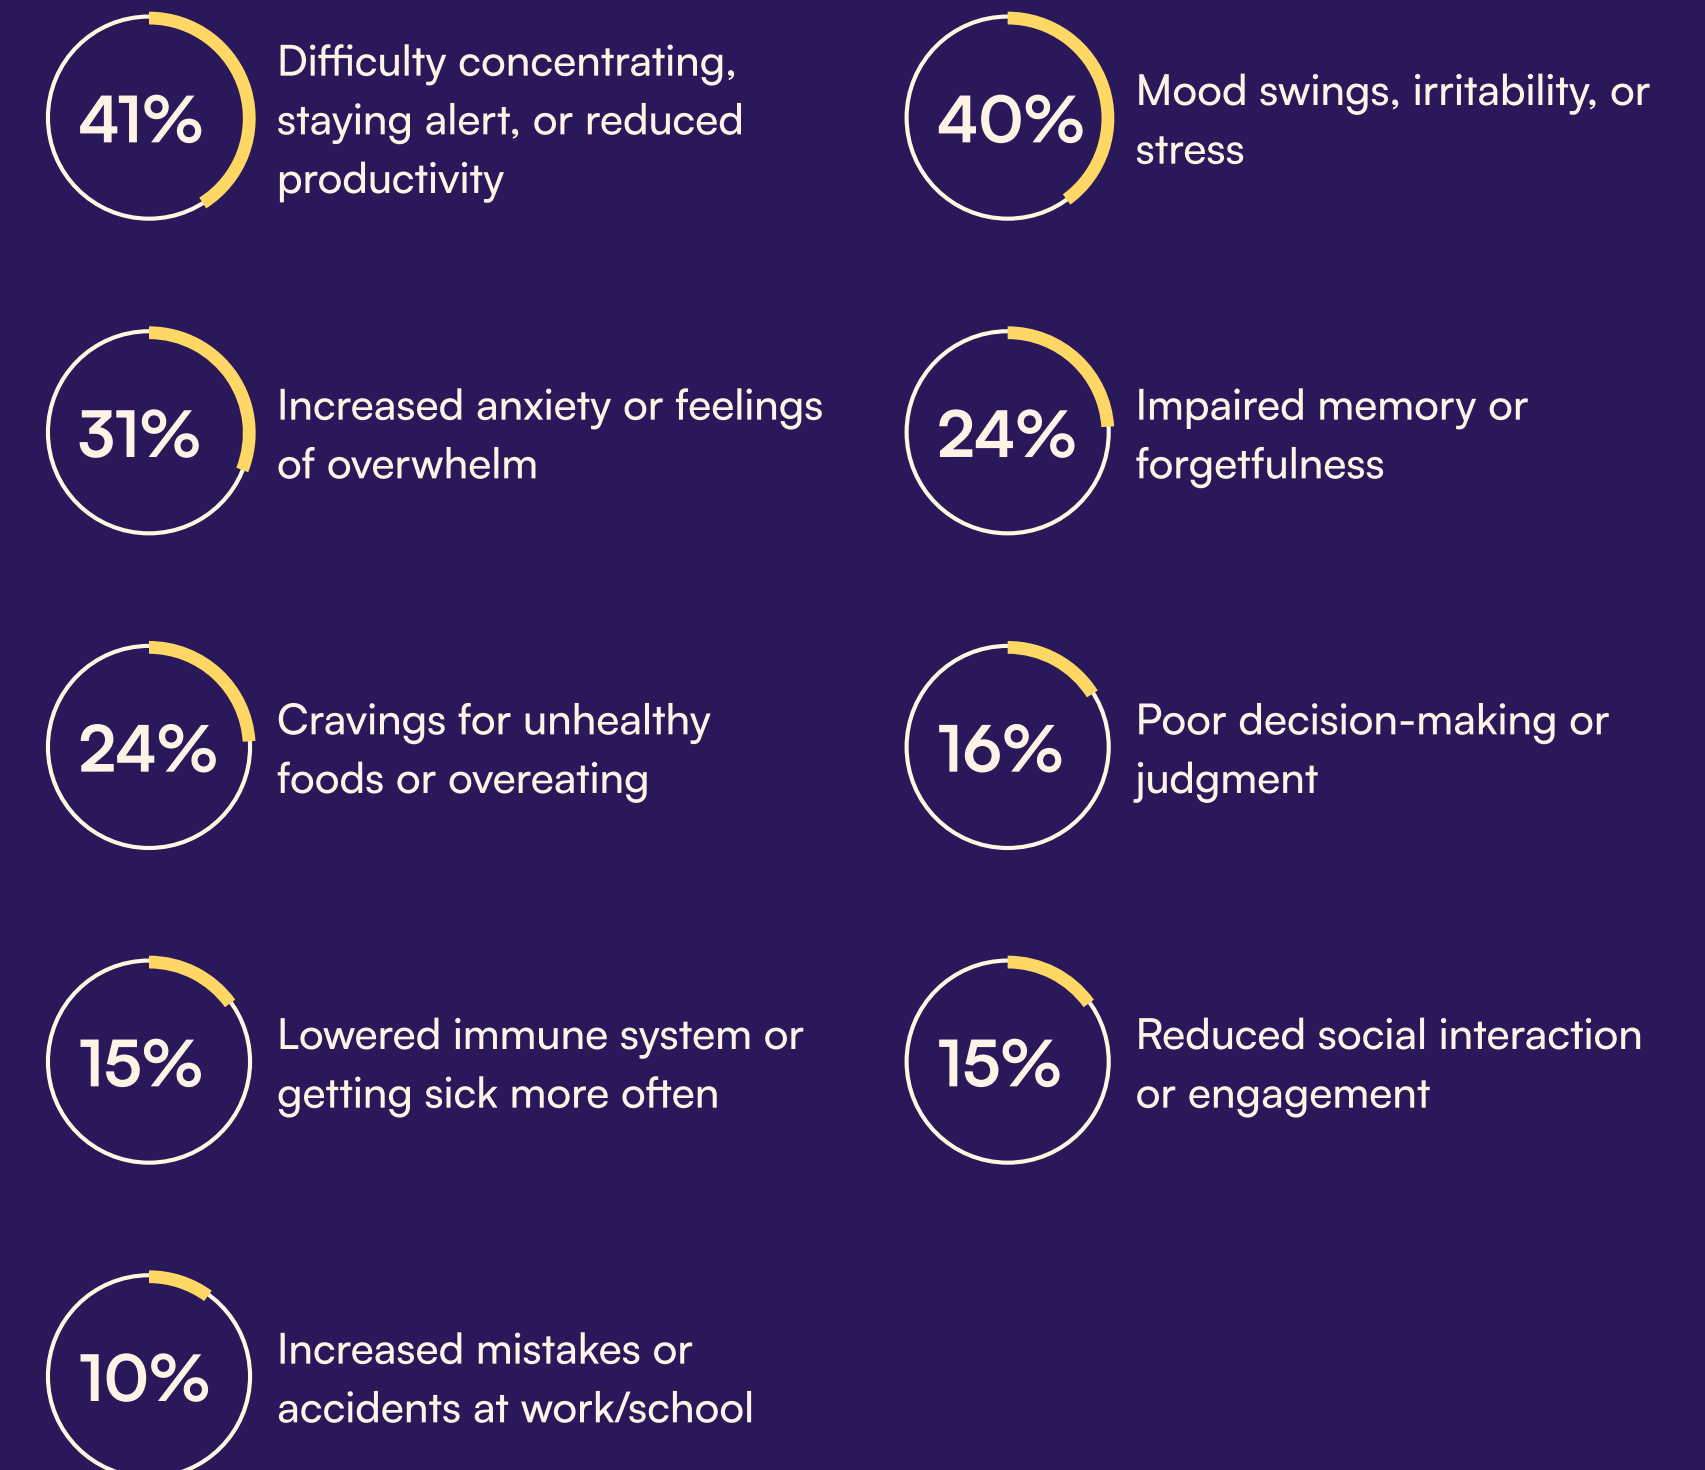 41%
Difficulty concentrating,
staying alert, or reduced
productivity
40%
Mood swings, irritability, or
stress
31%
Increased anxiety or feelings
of overwhelm
24%
Impaired memory or
forgetfulness
24%
Cravings for unhealthy
foods or overeating
16%
Poor decision-making or
judgment
15%
Lowered immune system or
getting sick more often
15%
Reduced social interaction
or engagement
10%
Increased mistakes or
accidents at work/school